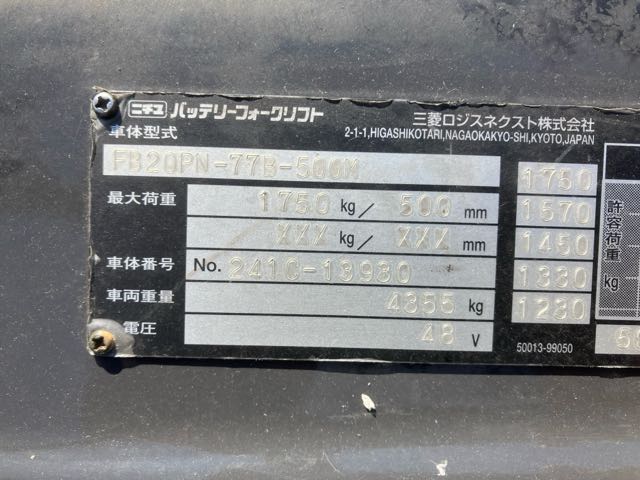 ニチユ バッテリーフォークリフト 三菱ロジスネクスト株式会社
2-1-1,HIGASHIKOTARI,NAGAOKAKYO-SHI,KYOTO,JAPAN
車体型式
FB20PN-77B-500M
最大荷重 1750 kg/ 500 mm
XXX kg/ XXX mm
車体番号 No. 241C-13930
車両重量 4355 kg
電圧 48 V
1750
1570
1450
1330
1230
許容荷重
kg
50013-99050